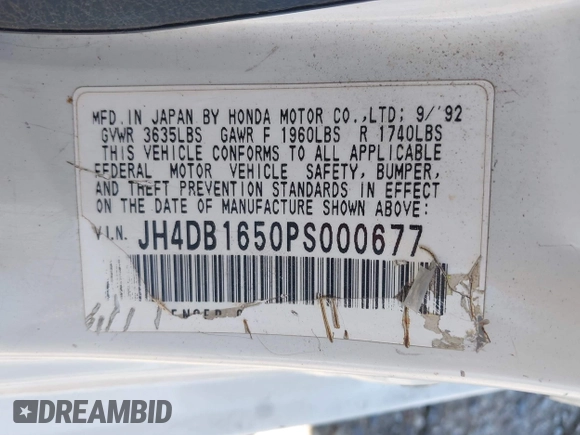 MFD. IN JAPAN BY HONDA MOTOR CO.,LTD; 9/'92
GVWR 3635LBS GAWR F 1960LBS R 1740LBS
THIS VEHICLE CONFORMS TO ALL APPLICABLE
FEDERAL MOTOR VEHICLE SAFETY, BUMPER,
AND THEFT PREVENTION STANDARDS IN EFFECT
ON THE DATE OF MANUFACTURE SHOWN ABOVE:
V.I.N. JH4DB1650PS000677
DREAMBID